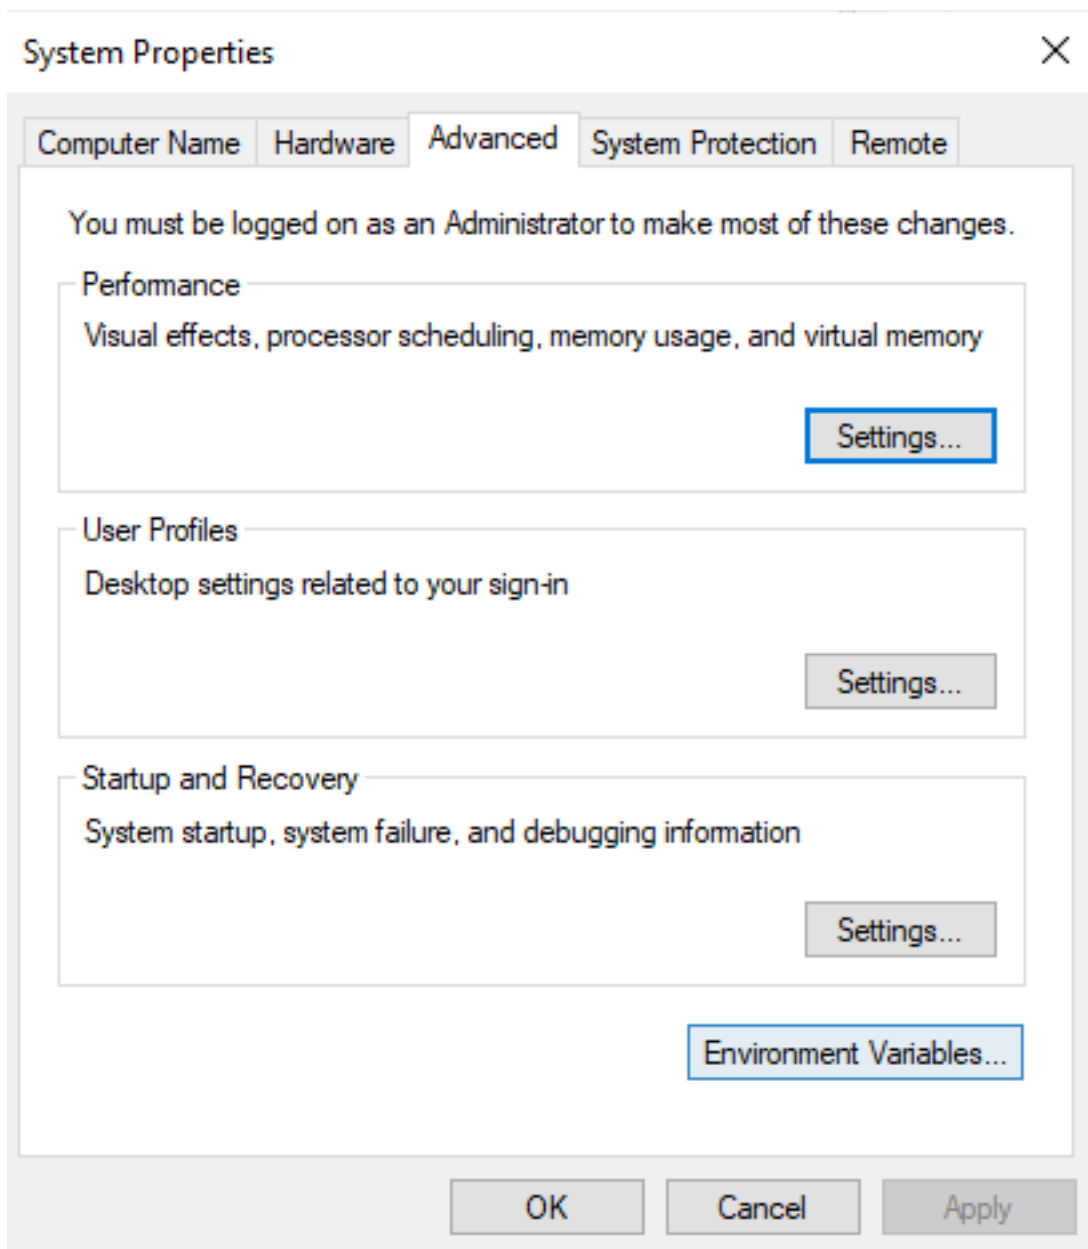 System Properties
Computer Name
Hardware
Advanced
System Protection
Remote
You must be logged on as an Administrator to make most of these changes.
Performance
Visual effects, processor scheduling, memory usage, and virtual memory
Settings...
User Profiles
Desktop settings related to your sign-in
Settings...
Startup and Recovery
System startup, system failure, and debugging information
Settings...
Environment Variables...
OK
Cancel
Apply